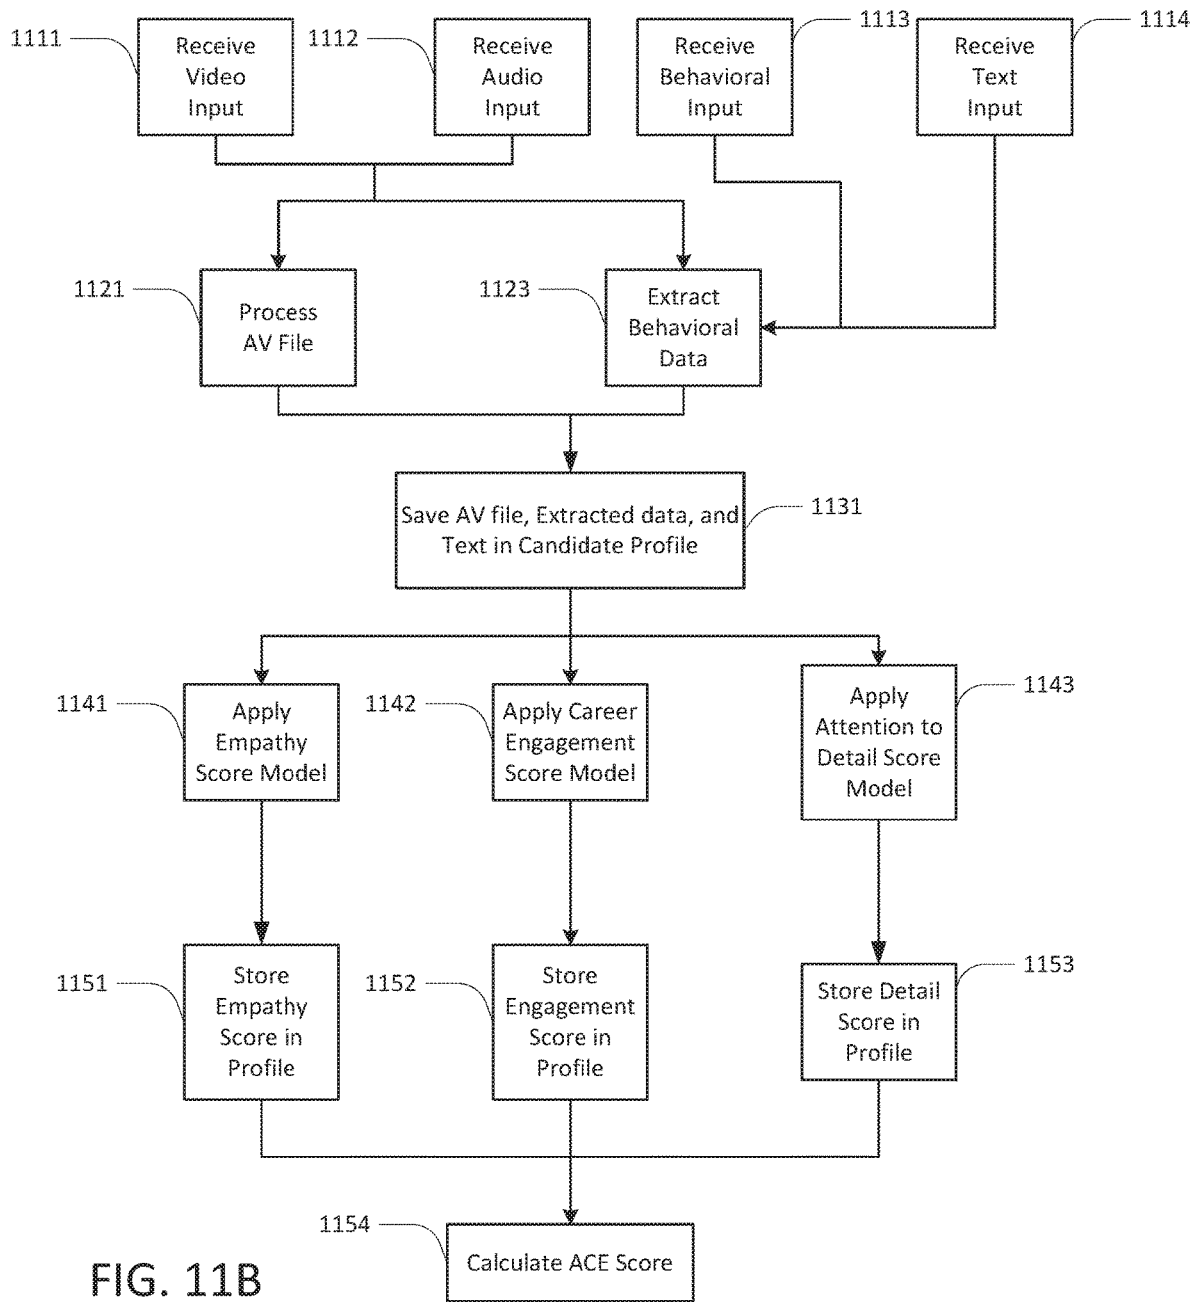 1111
Receive
Video
Input
1112
Receive
Audio
Input
Receive
Behavioral
Input
1113
Receive
Text
Input
1114
1121
Process
AV File
1123
Extract
Behavioral
Data
Save AV file, Extracted data, and
Text in Candidate Profile
1131
1141
Apply
Empathy
Score Model
1142
Apply Career
Engagement
Score Model
Apply
Attention to
Detail Score
Model
1143
1151
Store
Empathy
Score in
Profile
1152
Store
Engagement
Score in
Profile
Store Detail
Score in
Profile
1153
1154
Calculate ACE Score
FIG. 11B